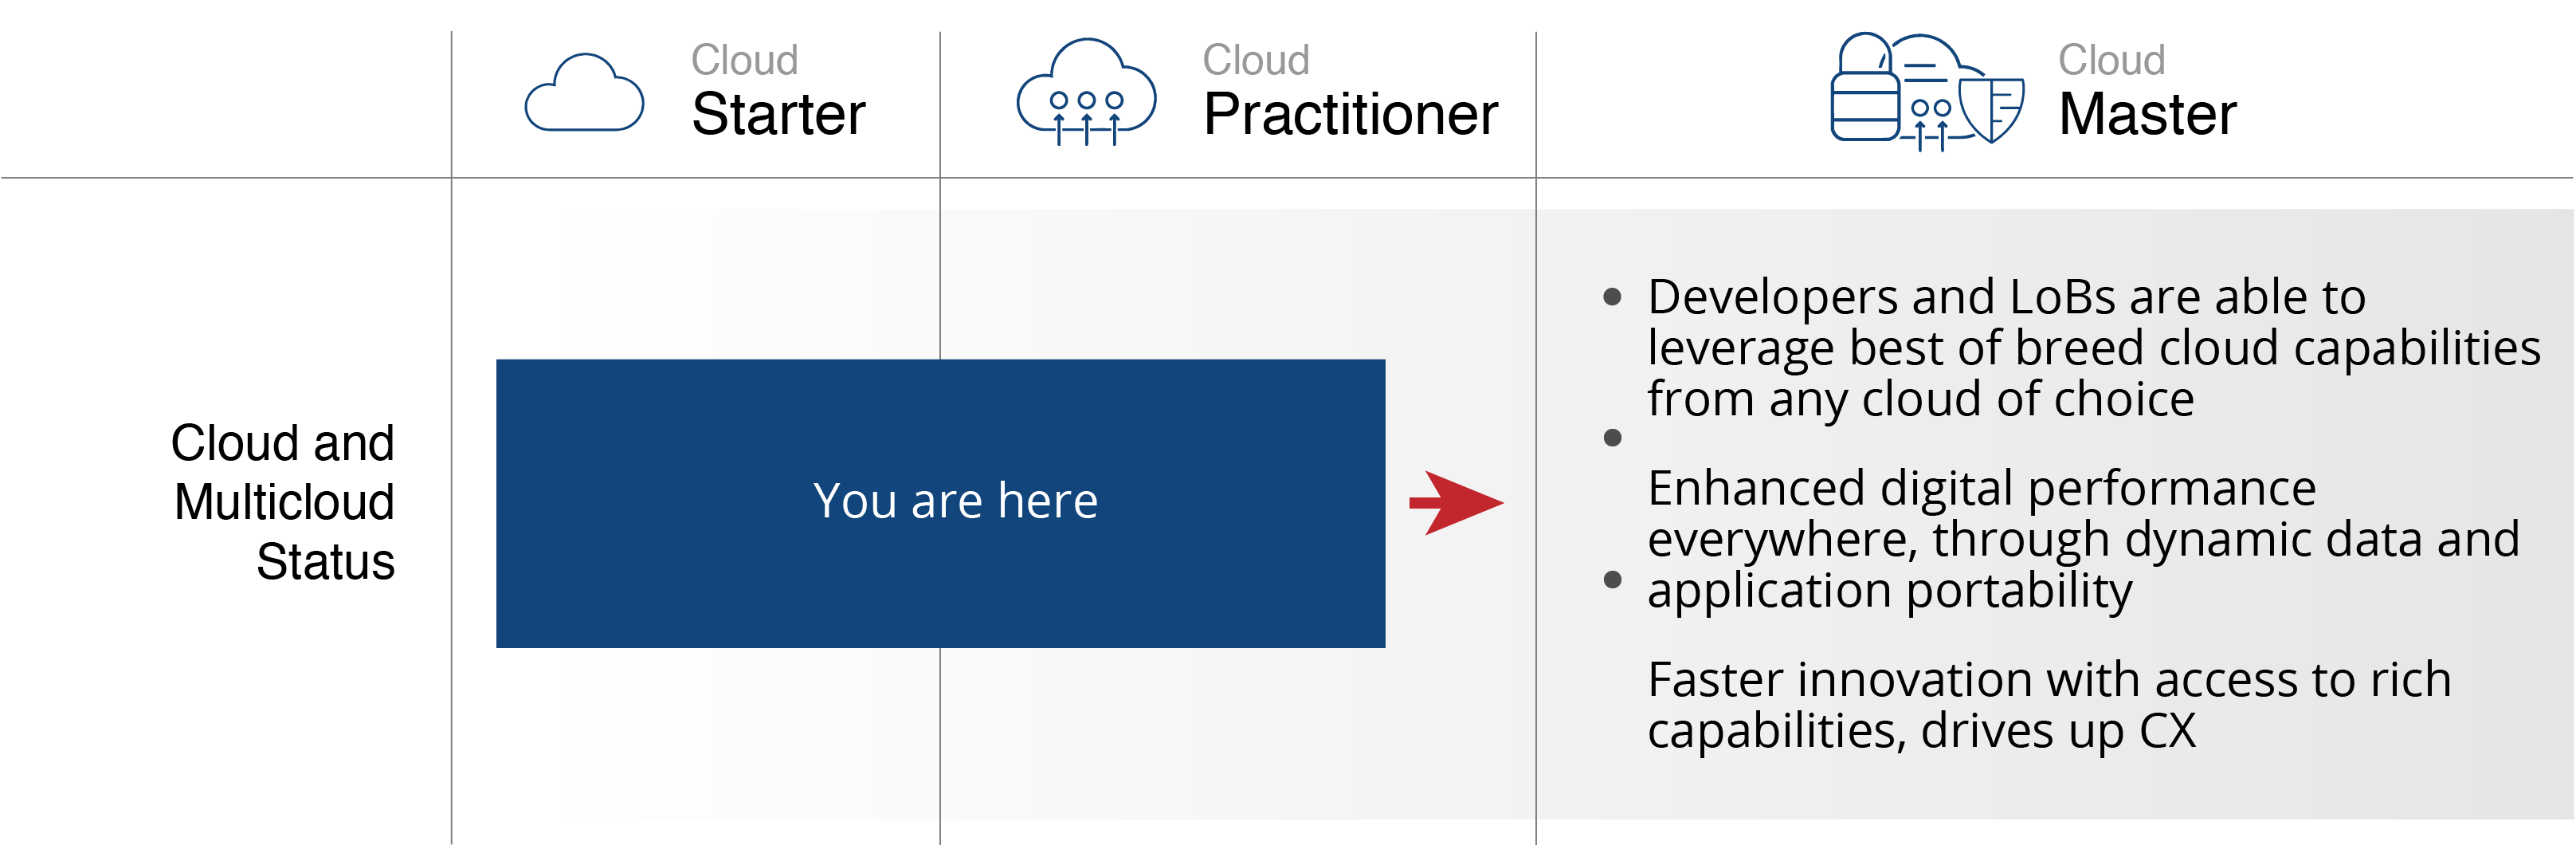 Cloud
Starter
Cloud
Practitioner
Cloud
Master
Cloud and
Multicloud
Status
You are here
• Developers and LoBs are able to
leverage best of breed cloud capabilities
from any cloud of choice
•
Enhanced digital performance
everywhere, through dynamic data and
• application portability
Faster innovation with access to rich
capabilities, drives up CX